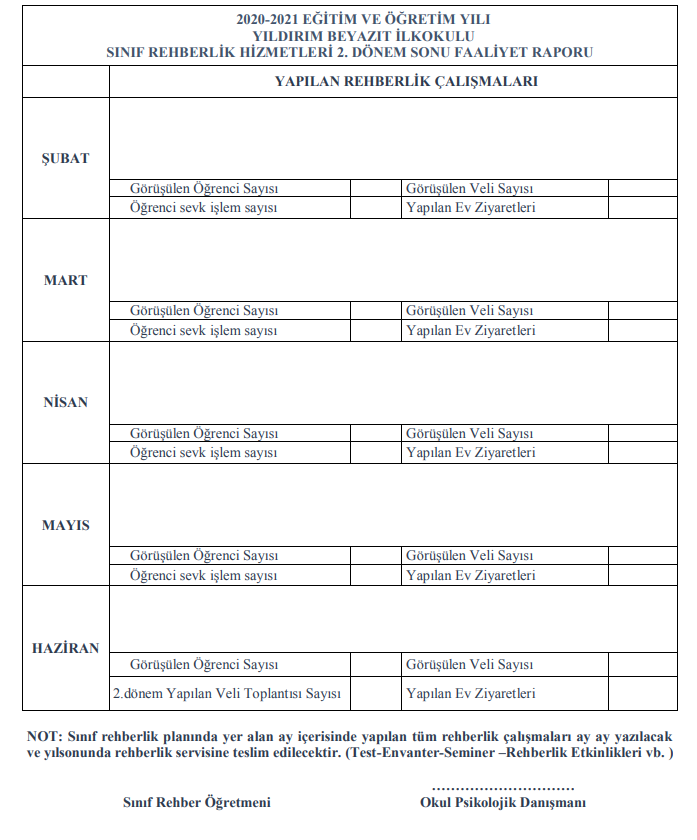 2020-2021 EĞİTİM VE ÖĞRETİM YILI
YILDIRIM BEYAZIT İLKOKULU
SINIF REHBERLİK HİZMETLERİ 2. DÖNEM SONU FAALİYET RAPORU
YAPILAN REHBERLİK ÇALIŞMALARI
ŞUBAT
Görüşülen Öğrenci Sayısı Görüşülen Veli Sayısı
Öğrenci sevk işlem sayısı Yapılan Ev Ziyaretleri
MART
Görüşülen Öğrenci Sayısı Görüşülen Veli Sayısı
Öğrenci sevk işlem sayısı Yapılan Ev Ziyaretleri
NİSAN
Görüşülen Öğrenci Sayısı Görüşülen Veli Sayısı
Öğrenci sevk işlem sayısı Yapılan Ev Ziyaretleri
MAYIS
Görüşülen Öğrenci Sayısı Görüşülen Veli Sayısı
Öğrenci sevk işlem sayısı Yapılan Ev Ziyaretleri
HAZİRAN
Görüşülen Öğrenci Sayısı Görüşülen Veli Sayısı
2.dönem Yapılan Veli Toplantısı Sayısı Yapılan Ev Ziyaretleri
NOT: Sınıf rehberlik planında yer alan ay içerisinde yapılan tüm rehberlik çalışmaları ay ay yazılacak
ve yılsonunda rehberlik servisine teslim edilecektir. (Test-Envanter-Seminer –Rehberlik Etkinlikleri vb. )
…………………………
Sınıf Rehber Öğretmeni Okul Psikolojik Danışmanı